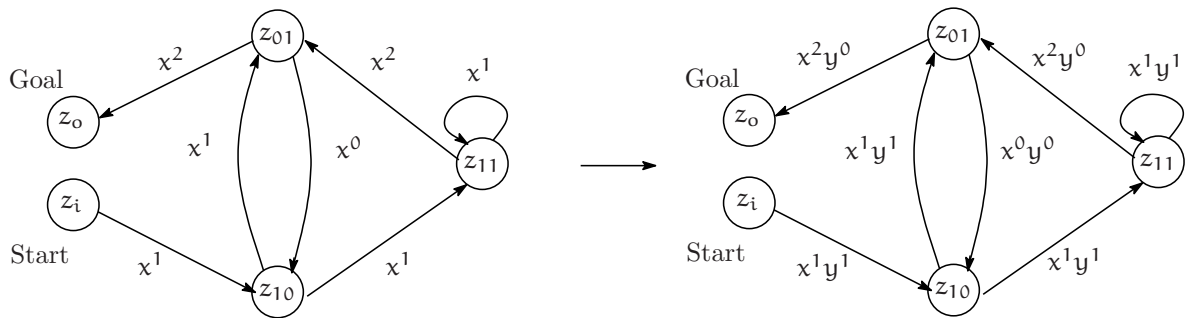 z₀₁
x²
x²
x¹
Goal
zₒ
x¹
x⁰
z₁₁
zᵢ
Start
x¹
x¹
z₁₀
z₀₁
x²y⁰
x²y⁰
x¹y¹
Goal
zₒ
x¹y¹
x⁰y⁰
z₁₁
zᵢ
Start
x¹y¹
x¹y¹
z₁₀